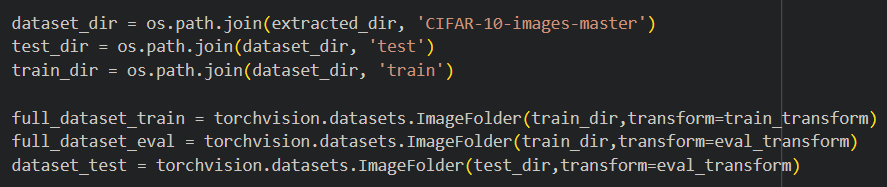 dataset_dir = os.path.join(extracted_dir, 'CIFAR-10-images-master')
test_dir = os.path.join(dataset_dir, 'test')
train_dir = os.path.join(dataset_dir, 'train')
full_dataset_train = torchvision.datasets.ImageFolder(train_dir,transform=train_transform)
full_dataset_eval = torchvision.datasets.ImageFolder(train_dir,transform=eval_transform)
dataset_test = torchvision.datasets.ImageFolder(test_dir,transform=eval_transform)